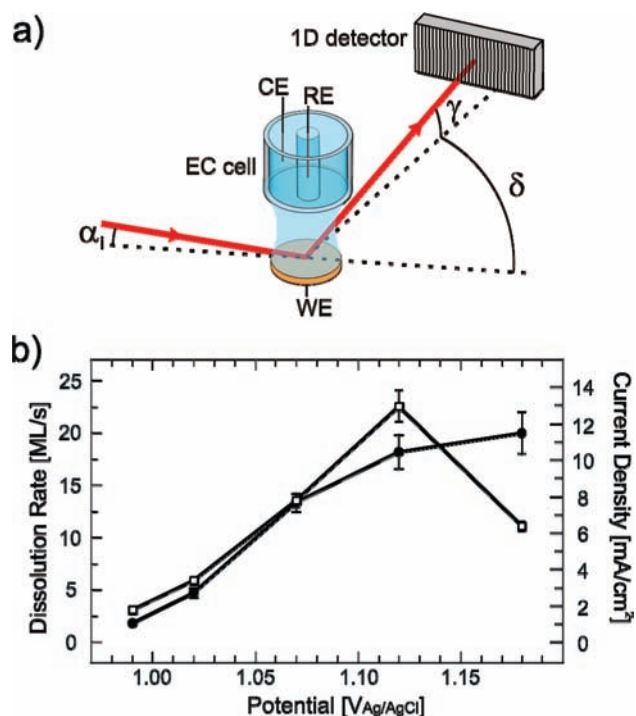 a)
1D detector
CE
RE
EC cell
γ
δ
αI
WE
b)
Dissolution Rate [ML/s]
25
20
15
10
5
0
Current Density [mA/cm²]
14
12
10
8
6
4
2
0
1.00
1.05
1.10
1.15
Potential [VAg/AgCl]